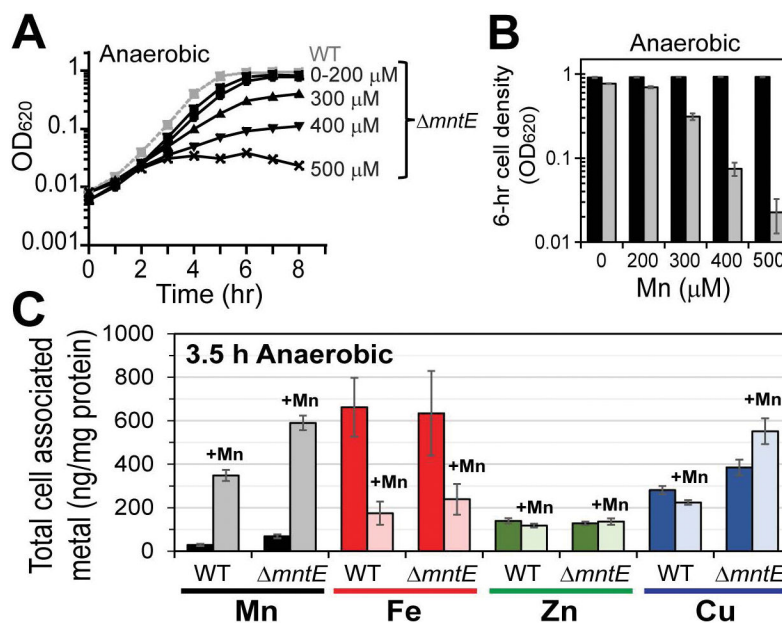 A
Anaerobic
WT
0-200 μM
300 μM
400 μM
500 μM
ΔmntE
OD620
1
0.1
0.01
0.001
0 2 4 6 8
Time (hr)
B
Anaerobic
6-hr cell density
(OD620)
1
0.1
0.01
0 200 300 400 500
Mn (μM)
C
3.5 h Anaerobic
Total cell associated
metal (ng/mg protein)
1000
800
600
400
200
0
+Mn
+Mn
+Mn
+Mn
+Mn
+Mn
+Mn
+Mn
WT ΔmntE WT ΔmntE WT ΔmntE WT ΔmntE
Mn Fe Zn Cu